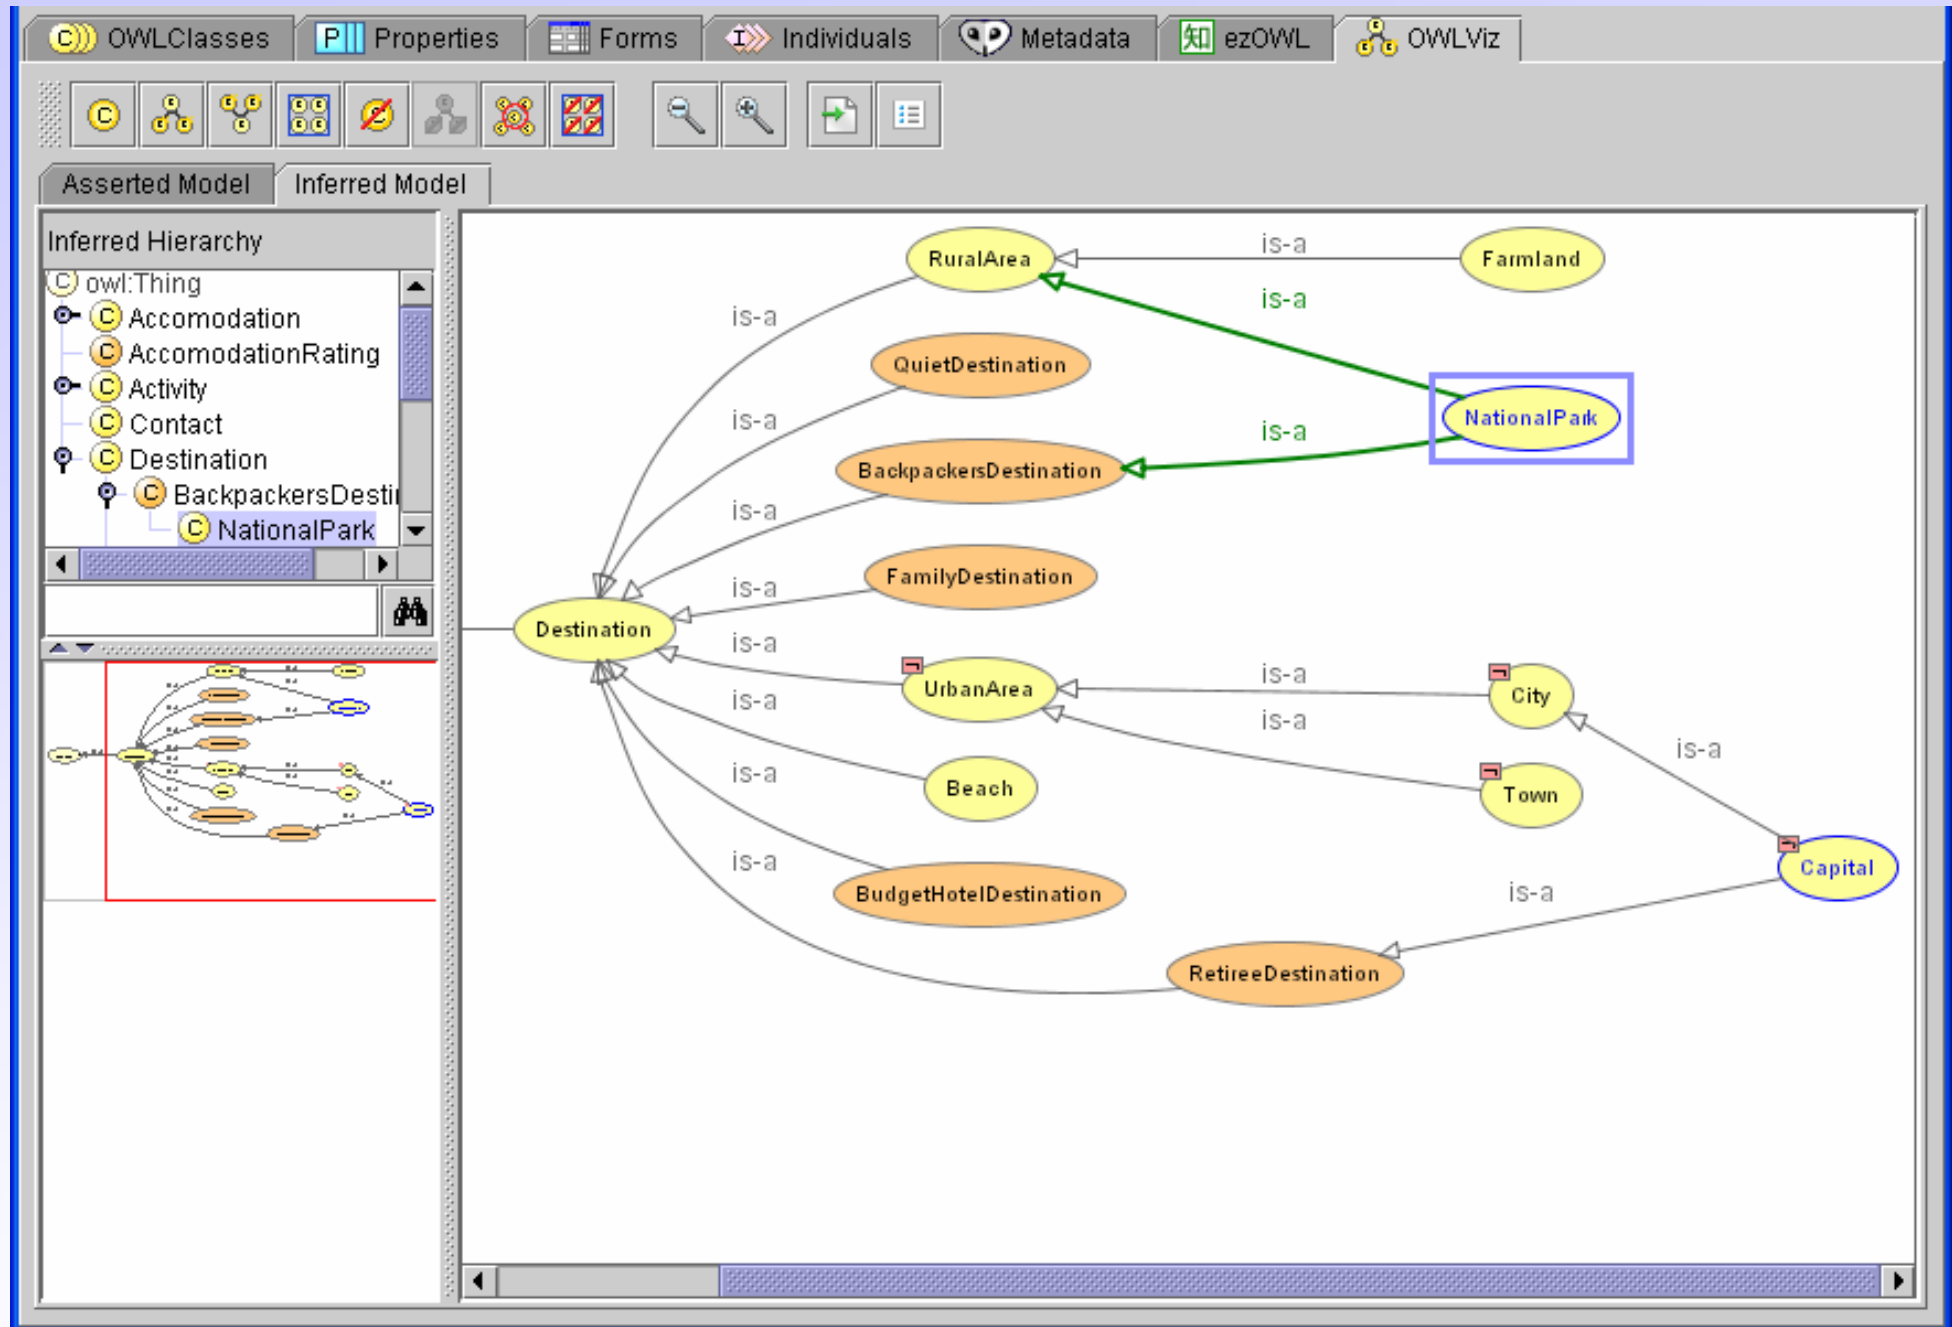 OWLClasses
Properties
Forms
Individuals
Metadata
知 ezOWL
OWLViz
Asserted Model
Inferred Model
Inferred Hierarchy
owl:Thing
Accomodation
AccomodationRating
Activity
Contact
Destination
BackpackersDesti
NationalPark
RuralArea
is-a
Farmland
is-a
is-a
QuietDestination
is-a
NationalPark
is-a
BackpackersDestination
is-a
FamilyDestination
is-a
Destination
is-a
UrbanArea
is-a
City
is-a
is-a
Beach
is-a
Town
is-a
Capital
is-a
BudgetHotelDestination
is-a
RetireeDestination